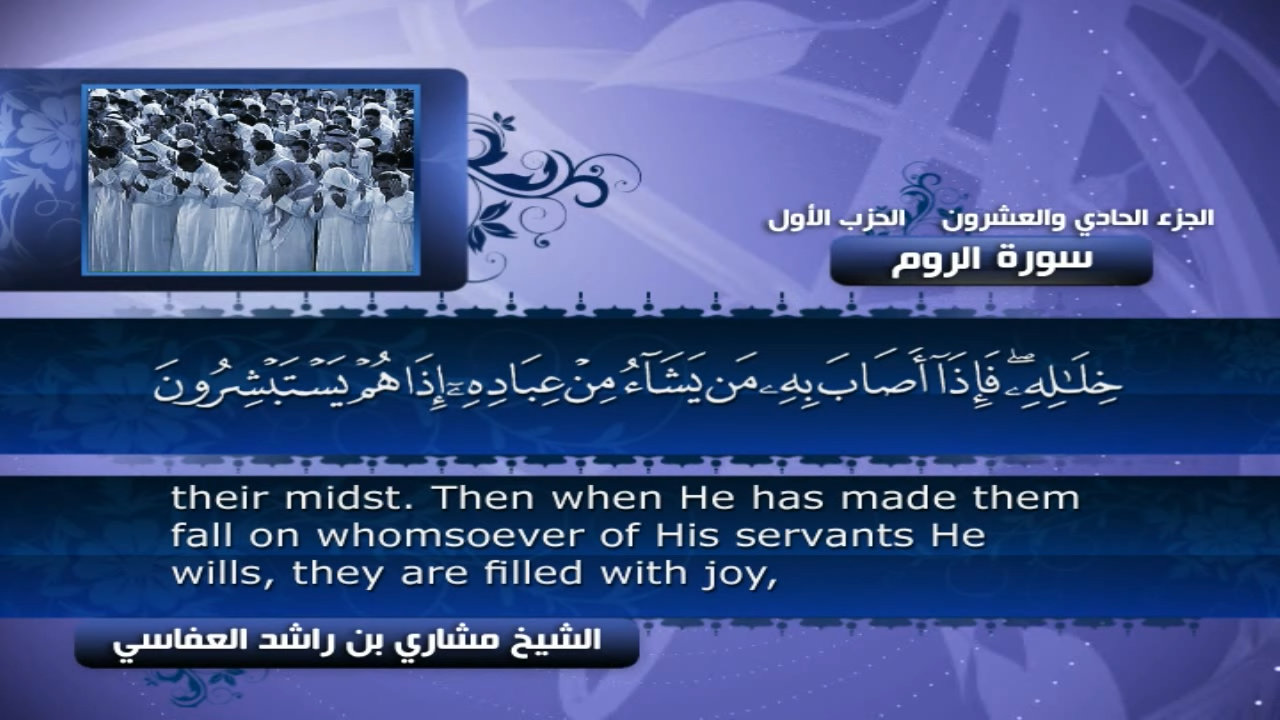 الجزء الحادي والعشرون الحزب الأول
سورة الروم
خِلَـٰلِهِۦۖ فَإِذَآ أَصَابَ بِهِۦ مَن يَشَآءُ مِنۡ عِبَادِهِۦٓ إِذَا هُمۡ يَسۡتَبۡشِرُونَ
their midst. Then when He has made them
fall on whomsoever of His servants He
wills, they are filled with joy,
الشيخ مشاري بن راشد العفاسي